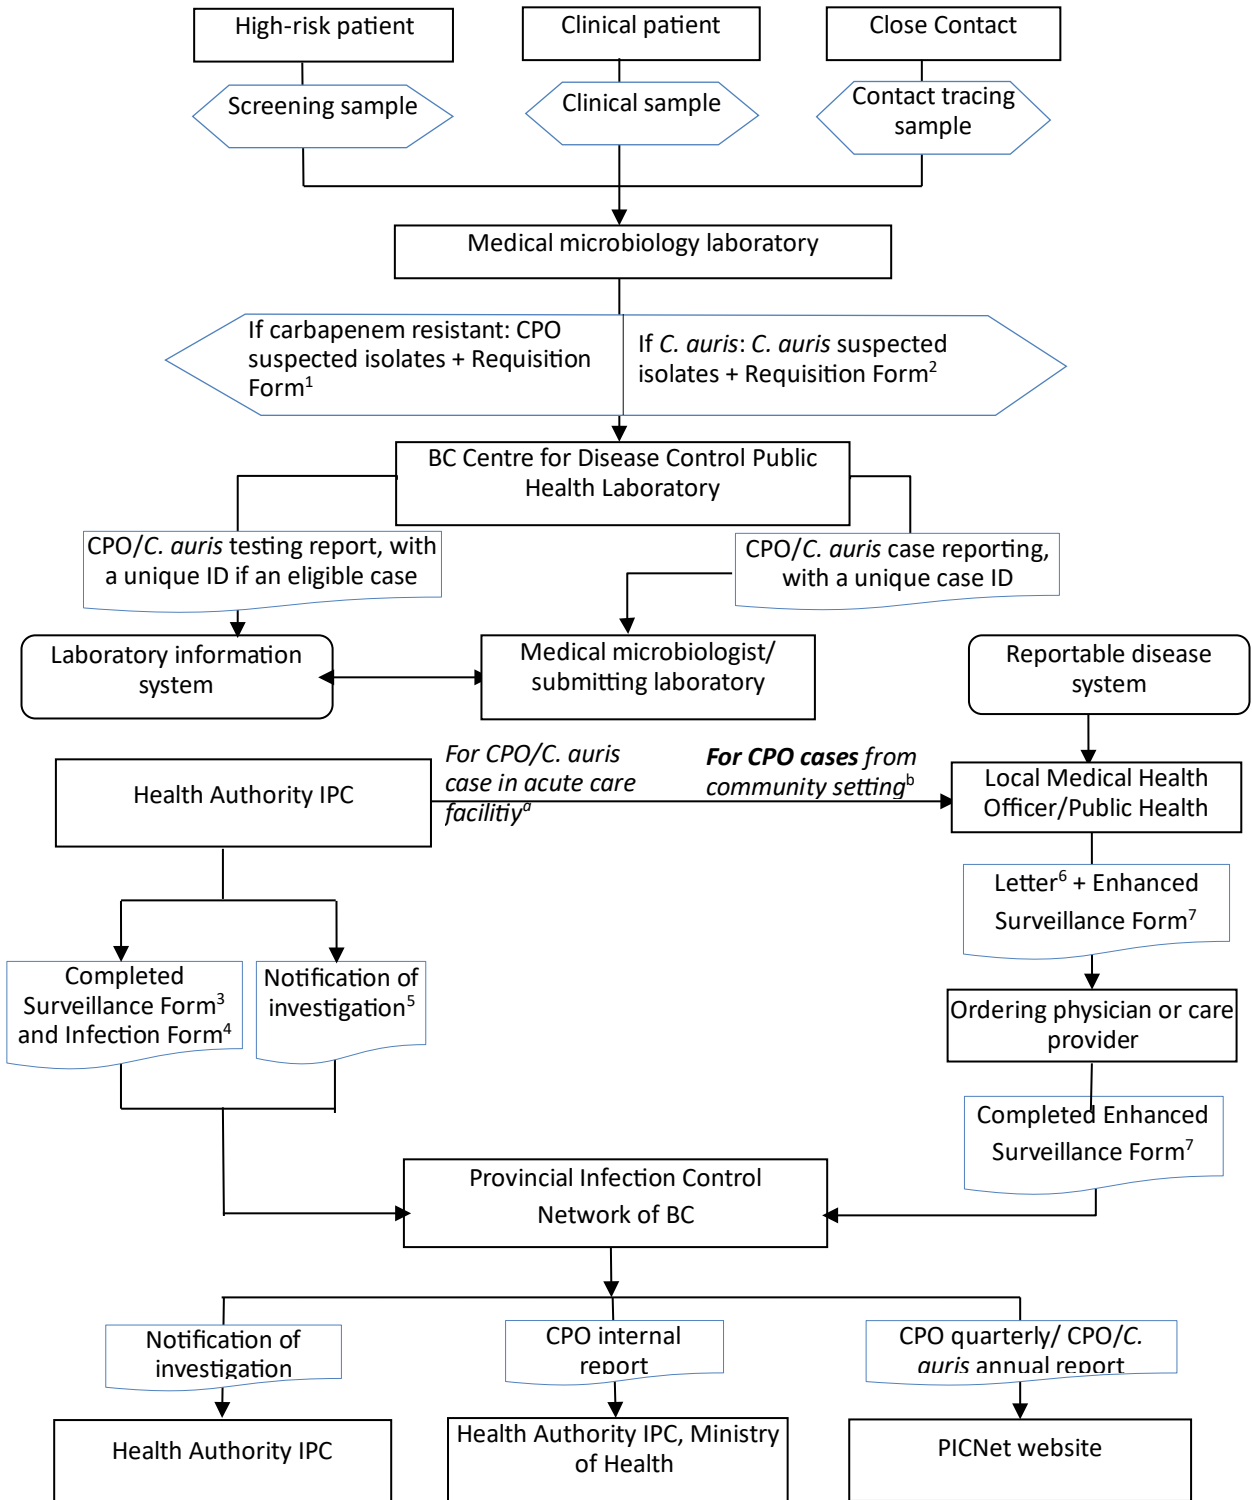 High-risk patient
Clinical patient
Close Contact
Screening sample
Clinical sample
Contact tracing
sample
Medical microbiology laboratory
If carbapenem resistant: CPO
suspected isolates + Requisition
Form1
If C. auris: C. auris suspected
isolates + Requisition Form2
BC Centre for Disease Control Public
Health Laboratory
CPO/C. auris testing report, with
a unique ID if an eligible case
CPO/C. auris case reporting,
with a unique case ID
Laboratory information
system
Medical microbiologist/
submitting laboratory
Reportable disease
system
Health Authority IPC
For CPO/C. auris
case in acute care
facilitiya
For CPO cases from
community settingb
Local Medical Health
Officer/Public Health
Letter6 + Enhanced
Surveillance Form7
Completed
Surveillance Form3
and Infection Form4
Notification of
investigation5
Ordering physician or care
provider
Completed Enhanced
Surveillance Form7
Provincial Infection Control
Network of BC
Notification of
investigation
CPO internal
report
CPO quarterly/ CPO/C.
auris annual report
Health Authority IPC
Health Authority IPC, Ministry
of Health
PICNet website